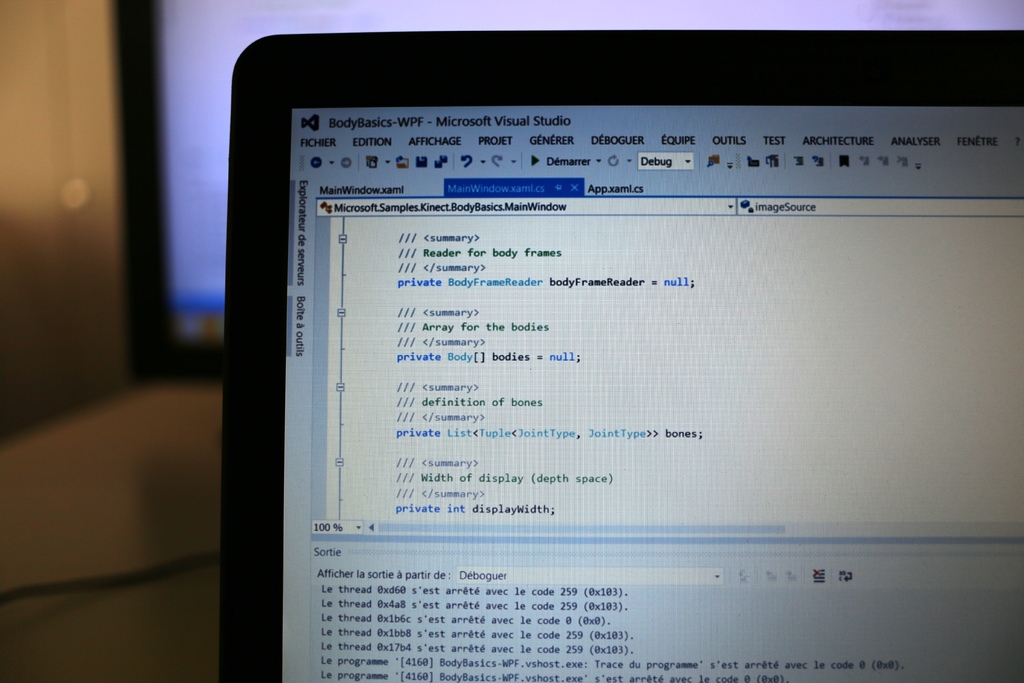 BodyBasics-WPF - Microsoft Visual Studio
FICHIER EDITION AFFICHAGE PROJET GÉNÉRER DÉBOGUER ÉQUIPE OUTILS TEST ARCHITECTURE ANALYSER FENÊTRE ?
Démarrer Debug
MainWindow.xaml MainWindow.xaml.cs App.xaml.cs
Microsoft.Samples.Kinect.BodyBasics.MainWindow imageSource
Explorateur de serveurs
Boîte à outils
/// <summary>
/// Reader for body frames
/// </summary>
private BodyFrameReader bodyFrameReader = null;
/// <summary>
/// Array for the bodies
/// </summary>
private Body[] bodies = null;
/// <summary>
/// definition of bones
/// </summary>
private List<Tuple<JointType, JointType>> bones;
/// <summary>
/// Width of display (depth space)
/// </summary>
private int displayWidth;
100 %
Sortie
Afficher la sortie à partir de : Déboguer
Le thread 0xd60 s'est arrêté avec le code 259 (0x103).
Le thread 0x4a8 s'est arrêté avec le code 259 (0x103).
Le thread 0x1b6c s'est arrêté avec le code 0 (0x0).
Le thread 0x1bb8 s'est arrêté avec le code 259 (0x103).
Le thread 0x17b4 s'est arrêté avec le code 259 (0x103).
Le programme '[4160] BodyBasics-WPF.vshost.exe: Trace du programme' s'est arrêté avec le code 0 (0x0).
Le programme '[4160] BodyBasics-WPF.vshost.exe' s'est arrêté avec le code 0 (0x0).